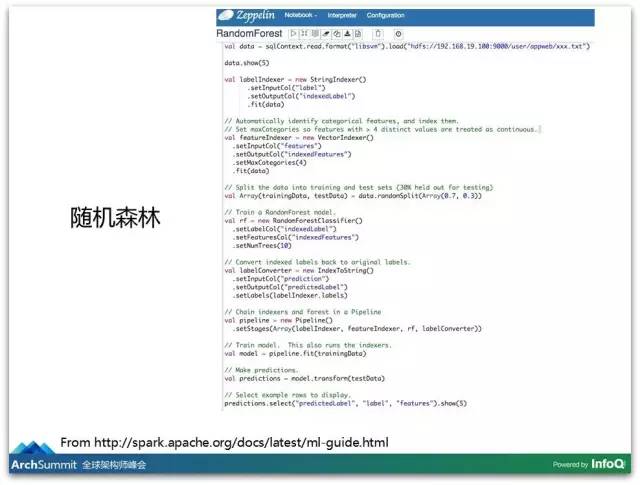 Zeppelin Notebook Interpreter Configuration
RandomForest
val data = sqlContext.read.format("libsvm").load("hdfs://192.168.19.100:9000/user/appweb/xxx.txt")
data.show(5)
val labelIndexer = new StringIndexer()
.setInputCol("label")
.setOutputCol("indexedLabel")
.fit(data)
// Automatically identify categorical features, and index them.
// Set maxCategories so features with > 4 distinct values are treated as continuous.
val featureIndexer = new VectorIndexer()
.setInputCol("features")
.setOutputCol("indexedFeatures")
.setMaxCategories(4)
.fit(data)
// Split the data into training and test sets (30% held out for testing)
val Array(trainingData, testData) = data.randomSplit(Array(0.7, 0.3))
// Train a RandomForest model.
val rf = new RandomForestClassifier()
.setLabelCol("indexedLabel")
.setFeaturesCol("indexedFeatures")
.setNumTrees(10)
随机森林
// Convert indexed labels back to original labels.
val labelConverter = new IndexToString()
.setInputCol("prediction")
.setOutputCol("predictedLabel")
.setLabels(labelIndexer.labels)
// Chain indexers and forest in a Pipeline
val pipeline = new Pipeline()
.setStages(Array(labelIndexer, featureIndexer, rf, labelConverter))
// Train model. This also runs the indexers.
val model = pipeline.fit(trainingData)
// Make predictions.
val predictions = model.transform(testData)
// Select example rows to display.
predictions.select("predictedLabel", "label", "features").show(5)
From http://spark.apache.org/docs/latest/ml-guide.html
ArchSummit 全球架构师峰会
Powered by InfoQ